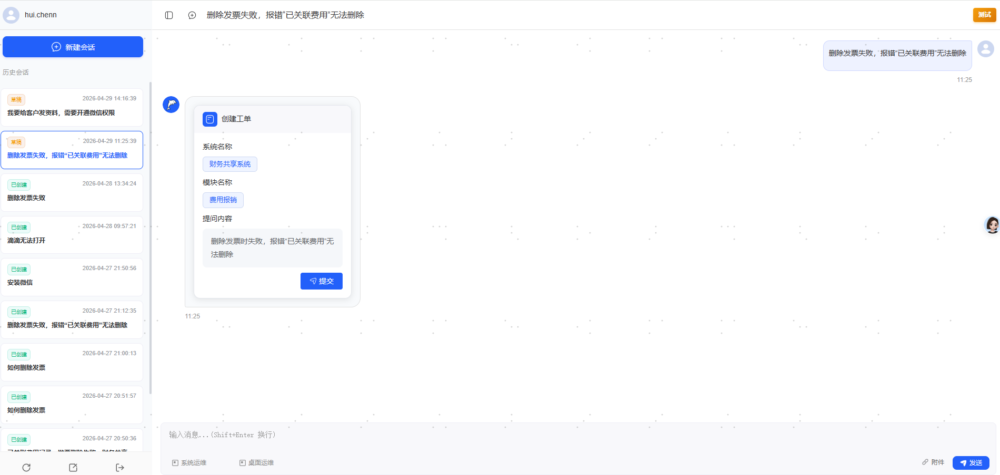 hui.chenn
新建会话
历史会话
草稿
2026-04-29 14:16:39
我要给客户发资料，需要开通微信权限
草稿
2026-04-29 11:25:39
删除发票失败，报错“已关联费用”无法删除
已创建
2026-04-28 13:34:24
删除发票失败
已创建
2026-04-28 09:57:21
滴滴无法打开
已创建
2026-04-27 21:50:56
安装微信
已创建
2026-04-27 21:12:35
删除发票失败，报错“已关联费用”无法删除
已创建
2026-04-27 21:00:13
如何删除发票
已创建
2026-04-27 20:51:57
如何删除发票
已创建
2026-04-27 20:50:36
删除发票失败，报错“已关联费用”无法删除
测试
删除发票失败，报错“已关联费用”无法删除
11:25
创建工单
系统名称
财务共享系统
模块名称
费用报销
提问内容
删除发票时失败，报错“已关联费用”无
法删除
提交
11:25
输入消息...(Shift+Enter 换行)
系统运维
桌面运维
附件
发送